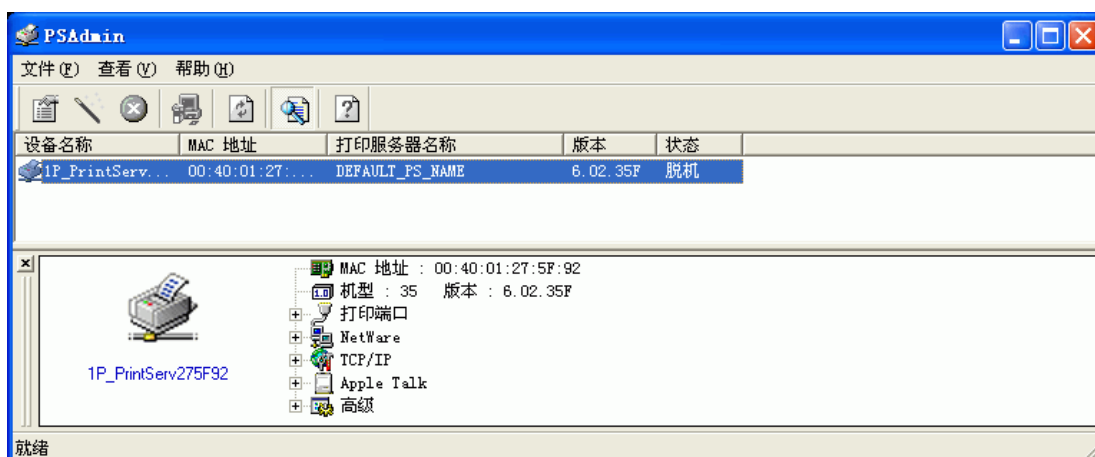 PSAdmin
文件(F) 查看(V) 帮助(H)
设备名称 MAC 地址 打印服务器名称 版本 状态
1P_PrintServ... 00:40:01:27:... DEFAULT_PS_NAME 6.02.35F 脱机
MAC 地址 : 00:40:01:27:5F:92
1.0 机型 : 35 版本 : 6.02.35F
打印端口
NetWare
TCP/IP
Apple Talk
高级
1P_PrintServ275F92
就绪